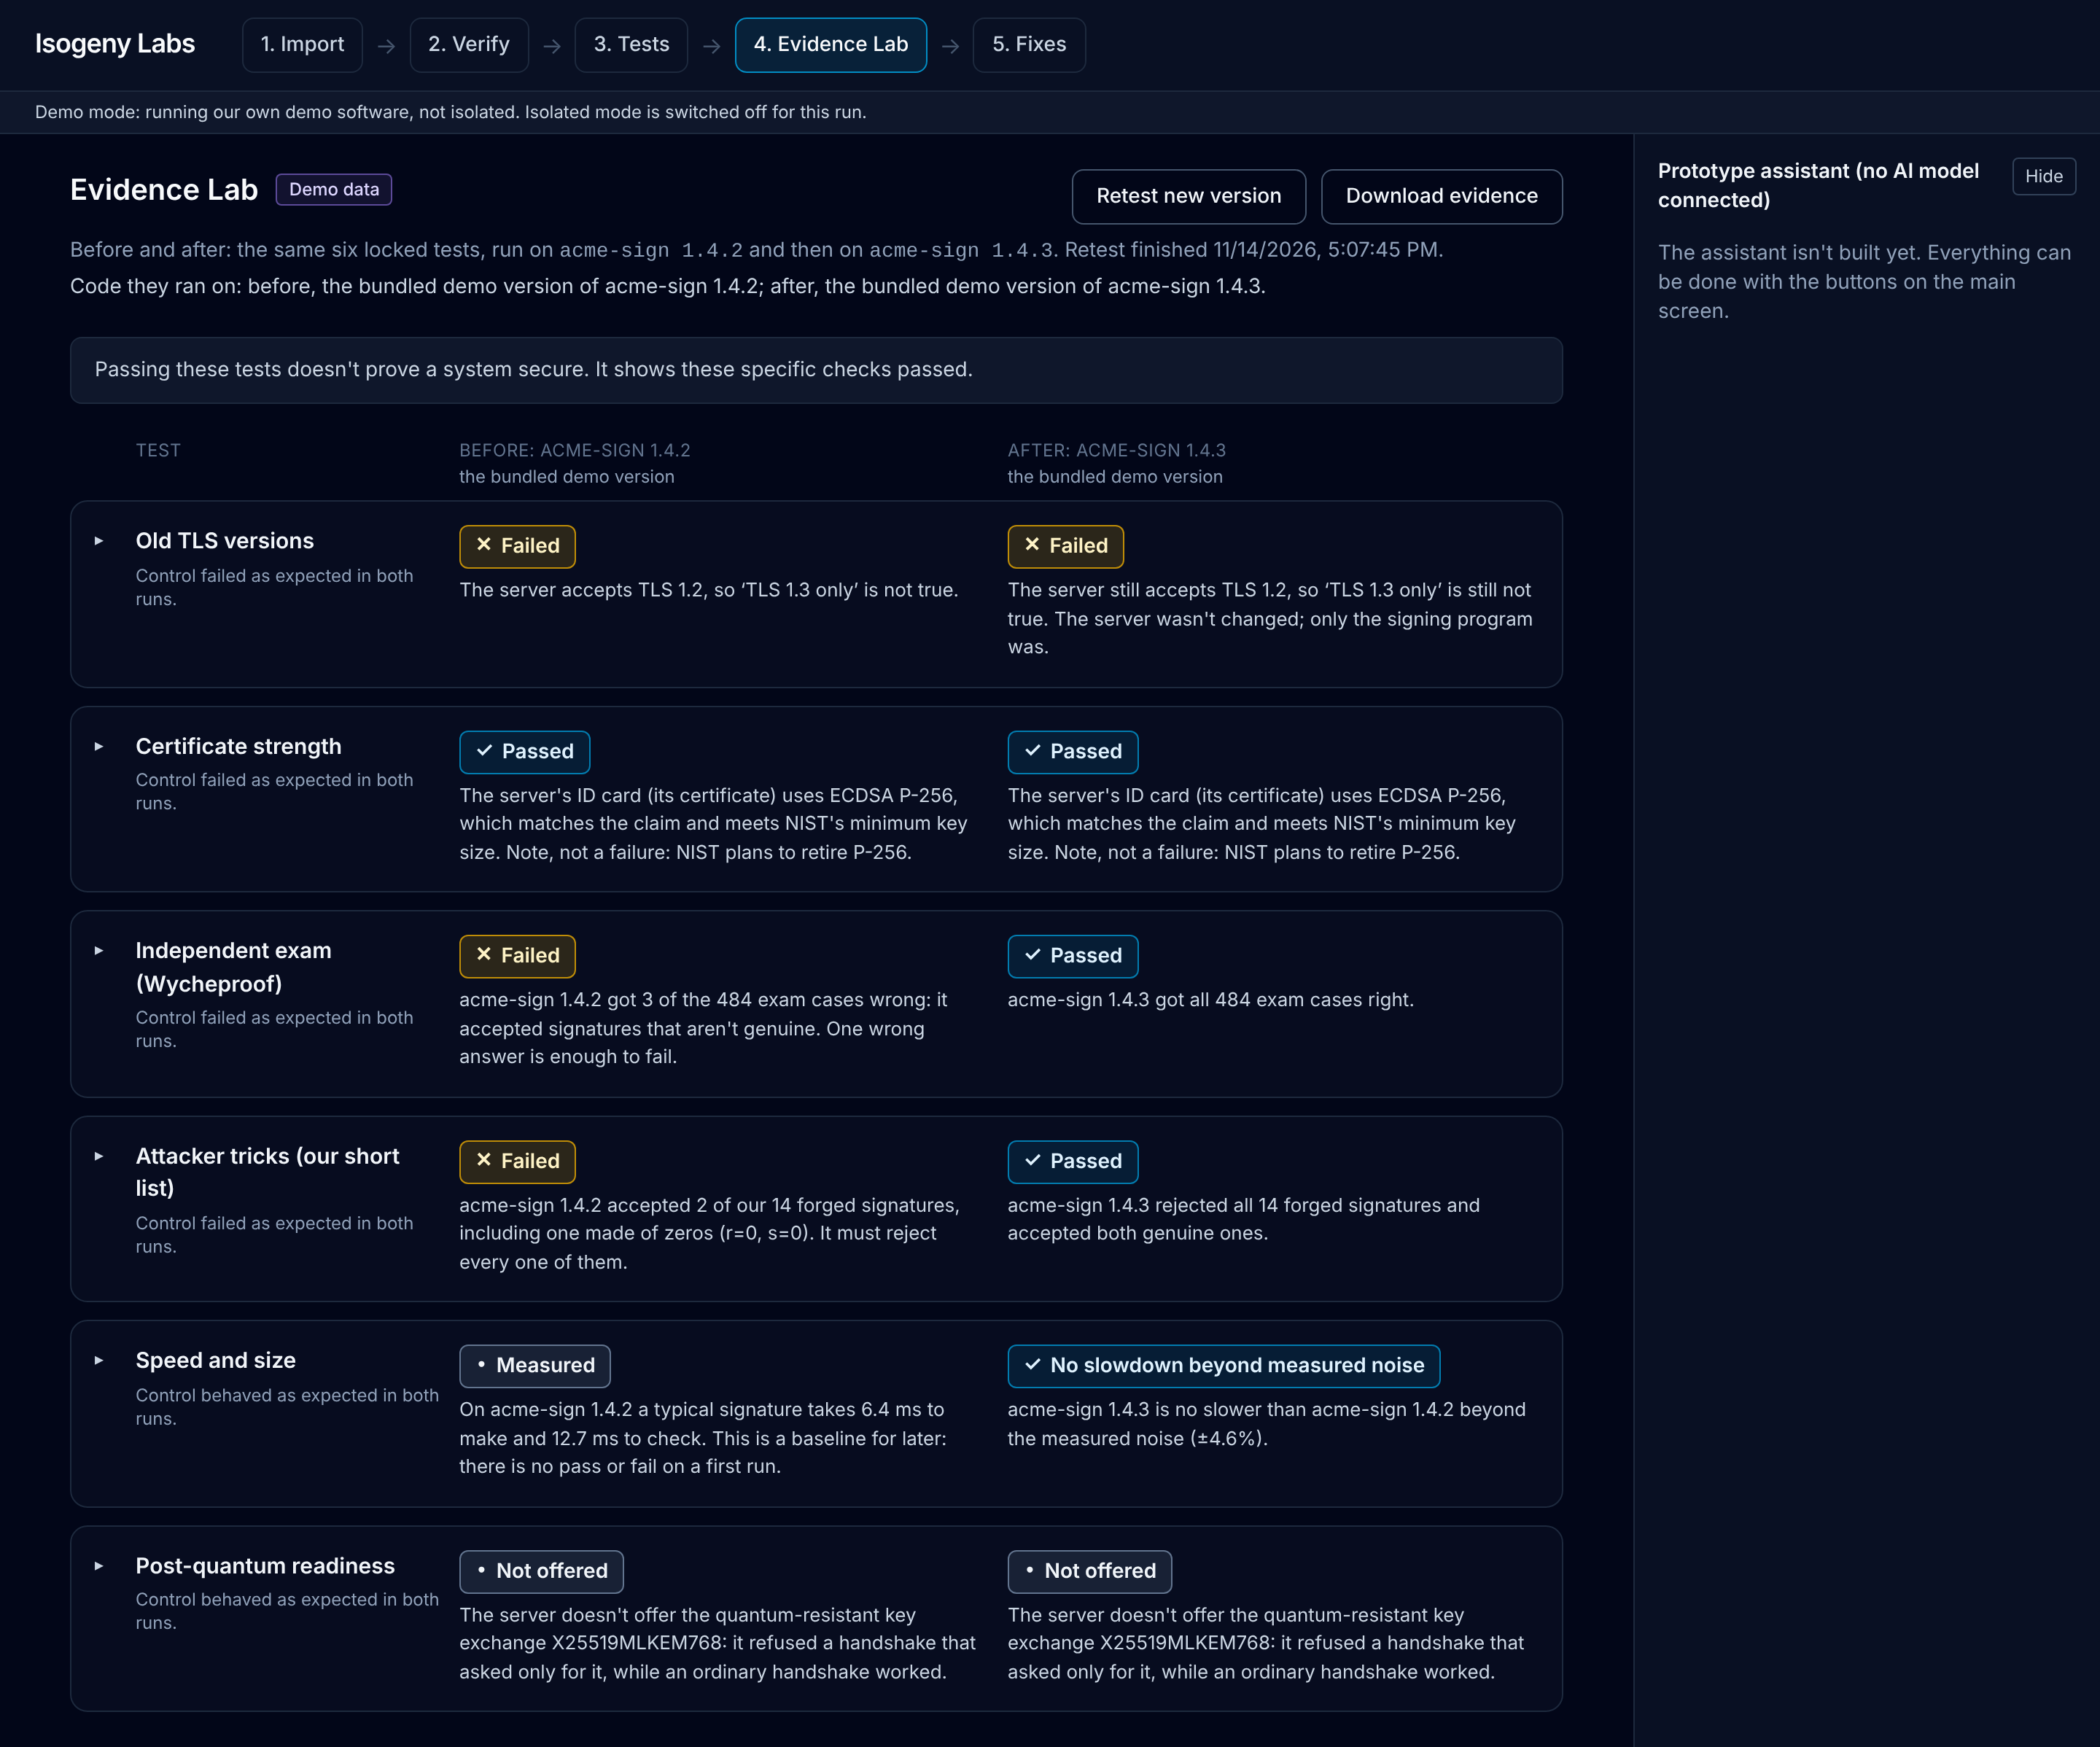 Isogeny Labs
1. Import → 2. Verify → 3. Tests → 4. Evidence Lab → 5. Fixes
Demo mode: running our own demo software, not isolated. Isolated mode is switched off for this run.
Evidence Lab
Demo data
Retest new version
Download evidence
Before and after: the same six locked tests, run on acme-sign 1.4.2 and then on acme-sign 1.4.3. Retest finished 11/14/2026, 5:07:45 PM.
Code they ran on: before, the bundled demo version of acme-sign 1.4.2; after, the bundled demo version of acme-sign 1.4.3.
Passing these tests doesn't prove a system secure. It shows these specific checks passed.
TEST
BEFORE: ACME-SIGN 1.4.2
the bundled demo version
AFTER: ACME-SIGN 1.4.3
the bundled demo version
▸ Old TLS versions
Control failed as expected in both
runs.
✕ Failed
The server accepts TLS 1.2, so ‘TLS 1.3 only’ is not true.
✕ Failed
The server still accepts TLS 1.2, so ‘TLS 1.3 only’ is still not
true. The server wasn't changed; only the signing program
was.
▸ Certificate strength
Control failed as expected in both
runs.
✓ Passed
The server's ID card (its certificate) uses ECDSA P-256,
which matches the claim and meets NIST's minimum key
size. Note, not a failure: NIST plans to retire P-256.
✓ Passed
The server's ID card (its certificate) uses ECDSA P-256,
which matches the claim and meets NIST's minimum key
size. Note, not a failure: NIST plans to retire P-256.
▸ Independent exam
(Wycheproof)
Control failed as expected in both
runs.
✕ Failed
acme-sign 1.4.2 got 3 of the 484 exam cases wrong: it
accepted signatures that aren't genuine. One wrong
answer is enough to fail.
✓ Passed
acme-sign 1.4.3 got all 484 exam cases right.
▸ Attacker tricks (our short
list)
Control failed as expected in both
runs.
✕ Failed
acme-sign 1.4.2 accepted 2 of our 14 forged signatures,
including one made of zeros (r=0, s=0). It must reject
every one of them.
✓ Passed
acme-sign 1.4.3 rejected all 14 forged signatures and
accepted both genuine ones.
▸ Speed and size
Control behaved as expected in both
runs.
• Measured
On acme-sign 1.4.2 a typical signature takes 6.4 ms to
make and 12.7 ms to check. This is a baseline for later:
there is no pass or fail on a first run.
✓ No slowdown beyond measured noise
acme-sign 1.4.3 is no slower than acme-sign 1.4.2 beyond
the measured noise (±4.6%).
▸ Post-quantum readiness
Control behaved as expected in both
runs.
• Not offered
The server doesn't offer the quantum-resistant key
exchange X25519MLKEM768: it refused a handshake that
asked only for it, while an ordinary handshake worked.
• Not offered
The server doesn't offer the quantum-resistant key
exchange X25519MLKEM768: it refused a handshake that
asked only for it, while an ordinary handshake worked.
Prototype assistant (no AI model
connected)
Hide
The assistant isn't built yet. Everything can
be done with the buttons on the main
screen.